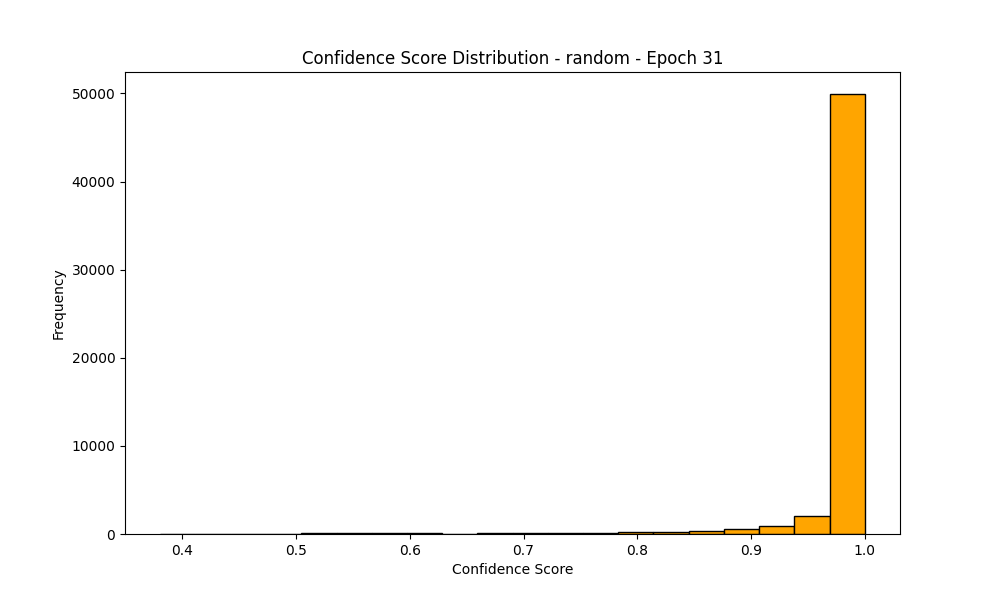 Confidence Score Distribution - random - Epoch 31
50000
40000
30000
20000
10000
0
Frequency
0.4 0.5 0.6 0.7 0.8 0.9 1.0
Confidence Score